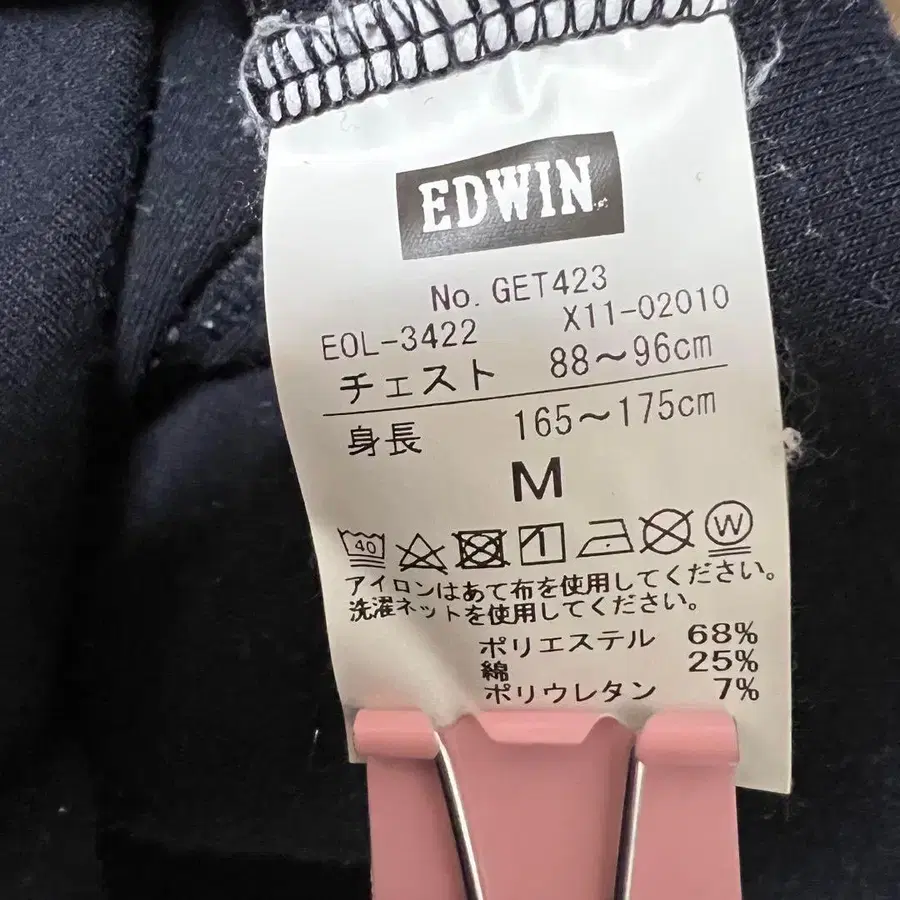 EDWIN
No. GET423
EOL-3422 X11-02010
チェスト 88～96cm
身長 165～175cm
M
40 W
アイロンはあて布を使用してください。
洗濯ネットを使用してください。
ポリエステル 68%
綿 25%
ポリウレタン 7%